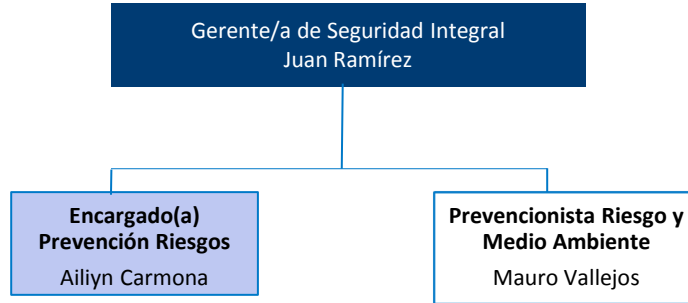 Gerente/a de Seguridad Integral
Juan Ramírez
Encargado(a)
Prevención Riesgos
Ailiyn Carmona
Prevencionista Riesgo y
Medio Ambiente
Mauro Vallejos